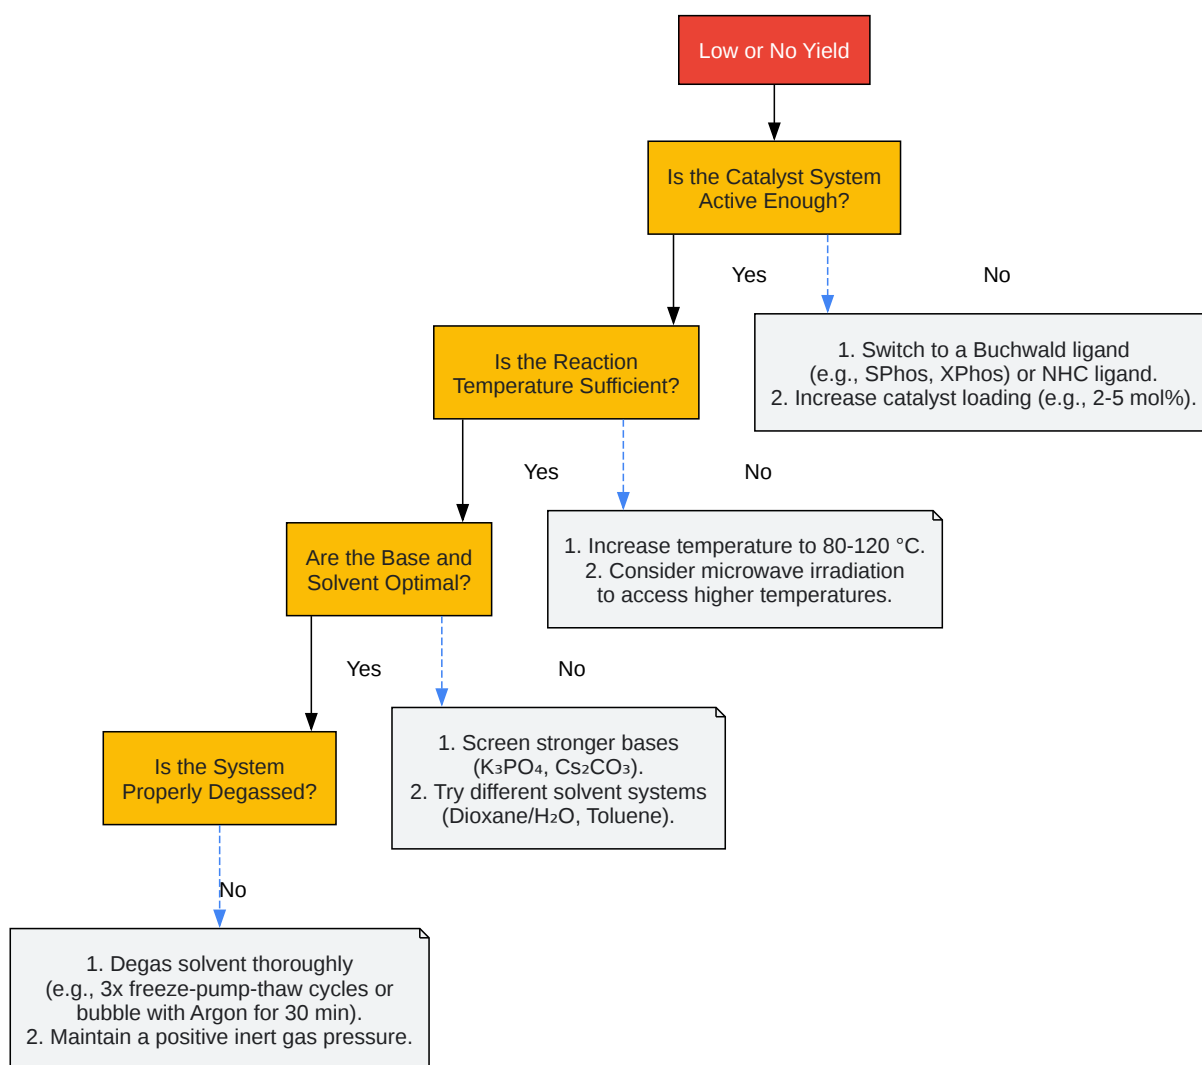 Low or No Yield
Is the Catalyst System
Active Enough?
Yes
No
Is the Reaction
Temperature Sufficient?
1. Switch to a Buchwald ligand
(e.g., SPhos, XPhos) or NHC ligand.
2. Increase catalyst loading (e.g., 2-5 mol%).
Yes
No
Are the Base and
Solvent Optimal?
1. Increase temperature to 80-120 °C.
2. Consider microwave irradiation
to access higher temperatures.
Yes
No
Is the System
Properly Degassed?
1. Screen stronger bases
(K₃PO₄, Cs₂CO₃).
2. Try different solvent systems
(Dioxane/H₂O, Toluene).
No
1. Degas solvent thoroughly
(e.g., 3x freeze-pump-thaw cycles or
bubble with Argon for 30 min).
2. Maintain a positive inert gas pressure.